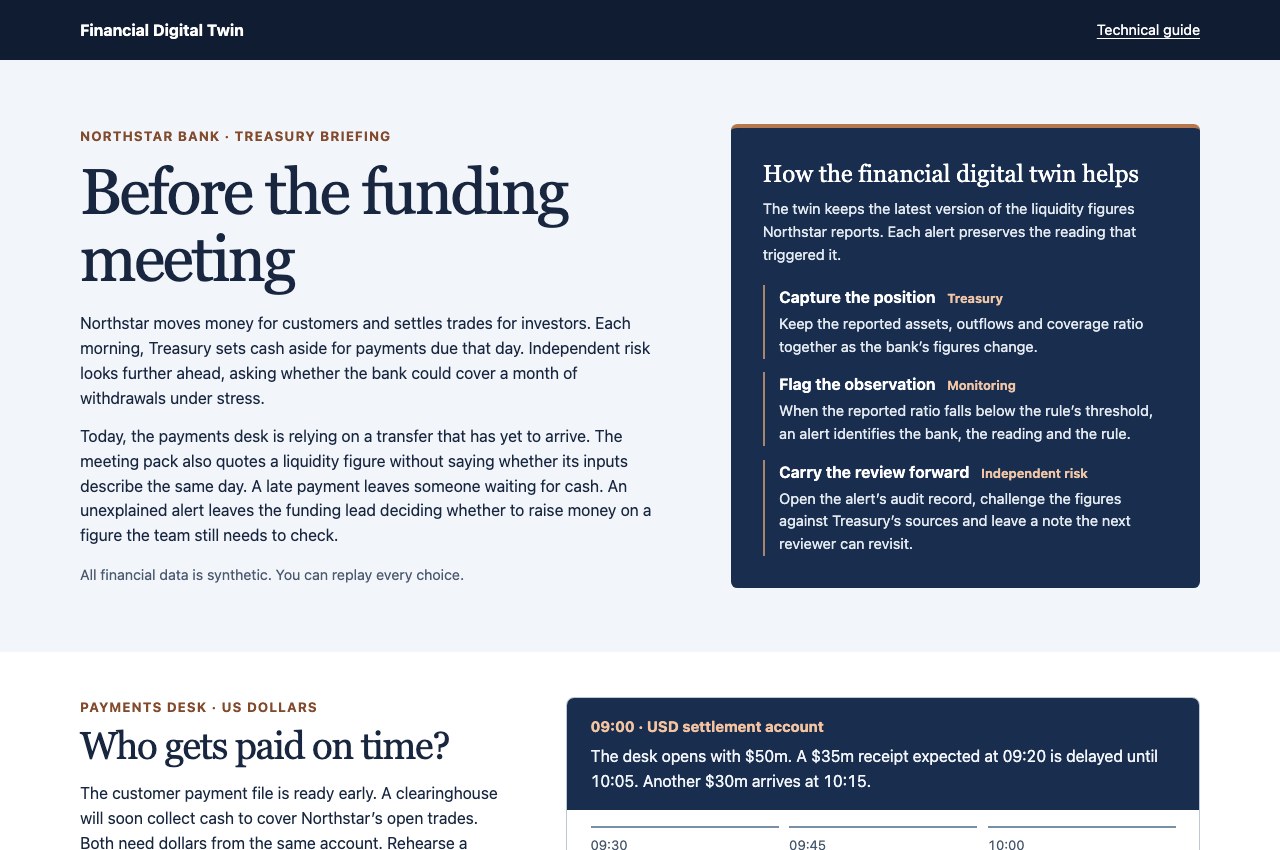 Financial Digital Twin
Technical guide
NORTHSTAR BANK · TREASURY BRIEFING
Before the funding
meeting
Northstar moves money for customers and settles trades for investors. Each
morning, Treasury sets cash aside for payments due that day. Independent risk
looks further ahead, asking whether the bank could cover a month of
withdrawals under stress.
Today, the payments desk is relying on a transfer that has yet to arrive. The
meeting pack also quotes a liquidity figure without saying whether its inputs
describe the same day. A late payment leaves someone waiting for cash. An
unexplained alert leaves the funding lead deciding whether to raise money on a
figure the team still needs to check.
All financial data is synthetic. You can replay every choice.
How the financial digital twin helps
The twin keeps the latest version of the liquidity figures
Northstar reports. Each alert preserves the reading that
triggered it.
Capture the position Treasury
Keep the reported assets, outflows and coverage ratio
together as the bank’s figures change.
Flag the observation Monitoring
When the reported ratio falls below the rule’s threshold,
an alert identifies the bank, the reading and the rule.
Carry the review forward Independent risk
Open the alert’s audit record, challenge the figures
against Treasury’s sources and leave a note the next
reviewer can revisit.
PAYMENTS DESK · US DOLLARS
Who gets paid on time?
The customer payment file is ready early. A clearinghouse
will soon collect cash to cover Northstar’s open trades.
Both need dollars from the same account. Rehearse a
09:00 · USD settlement account
The desk opens with $50m. A $35m receipt expected at 09:20 is delayed until
10:05. Another $30m arrives at 10:15.
09:30 09:45 10:00